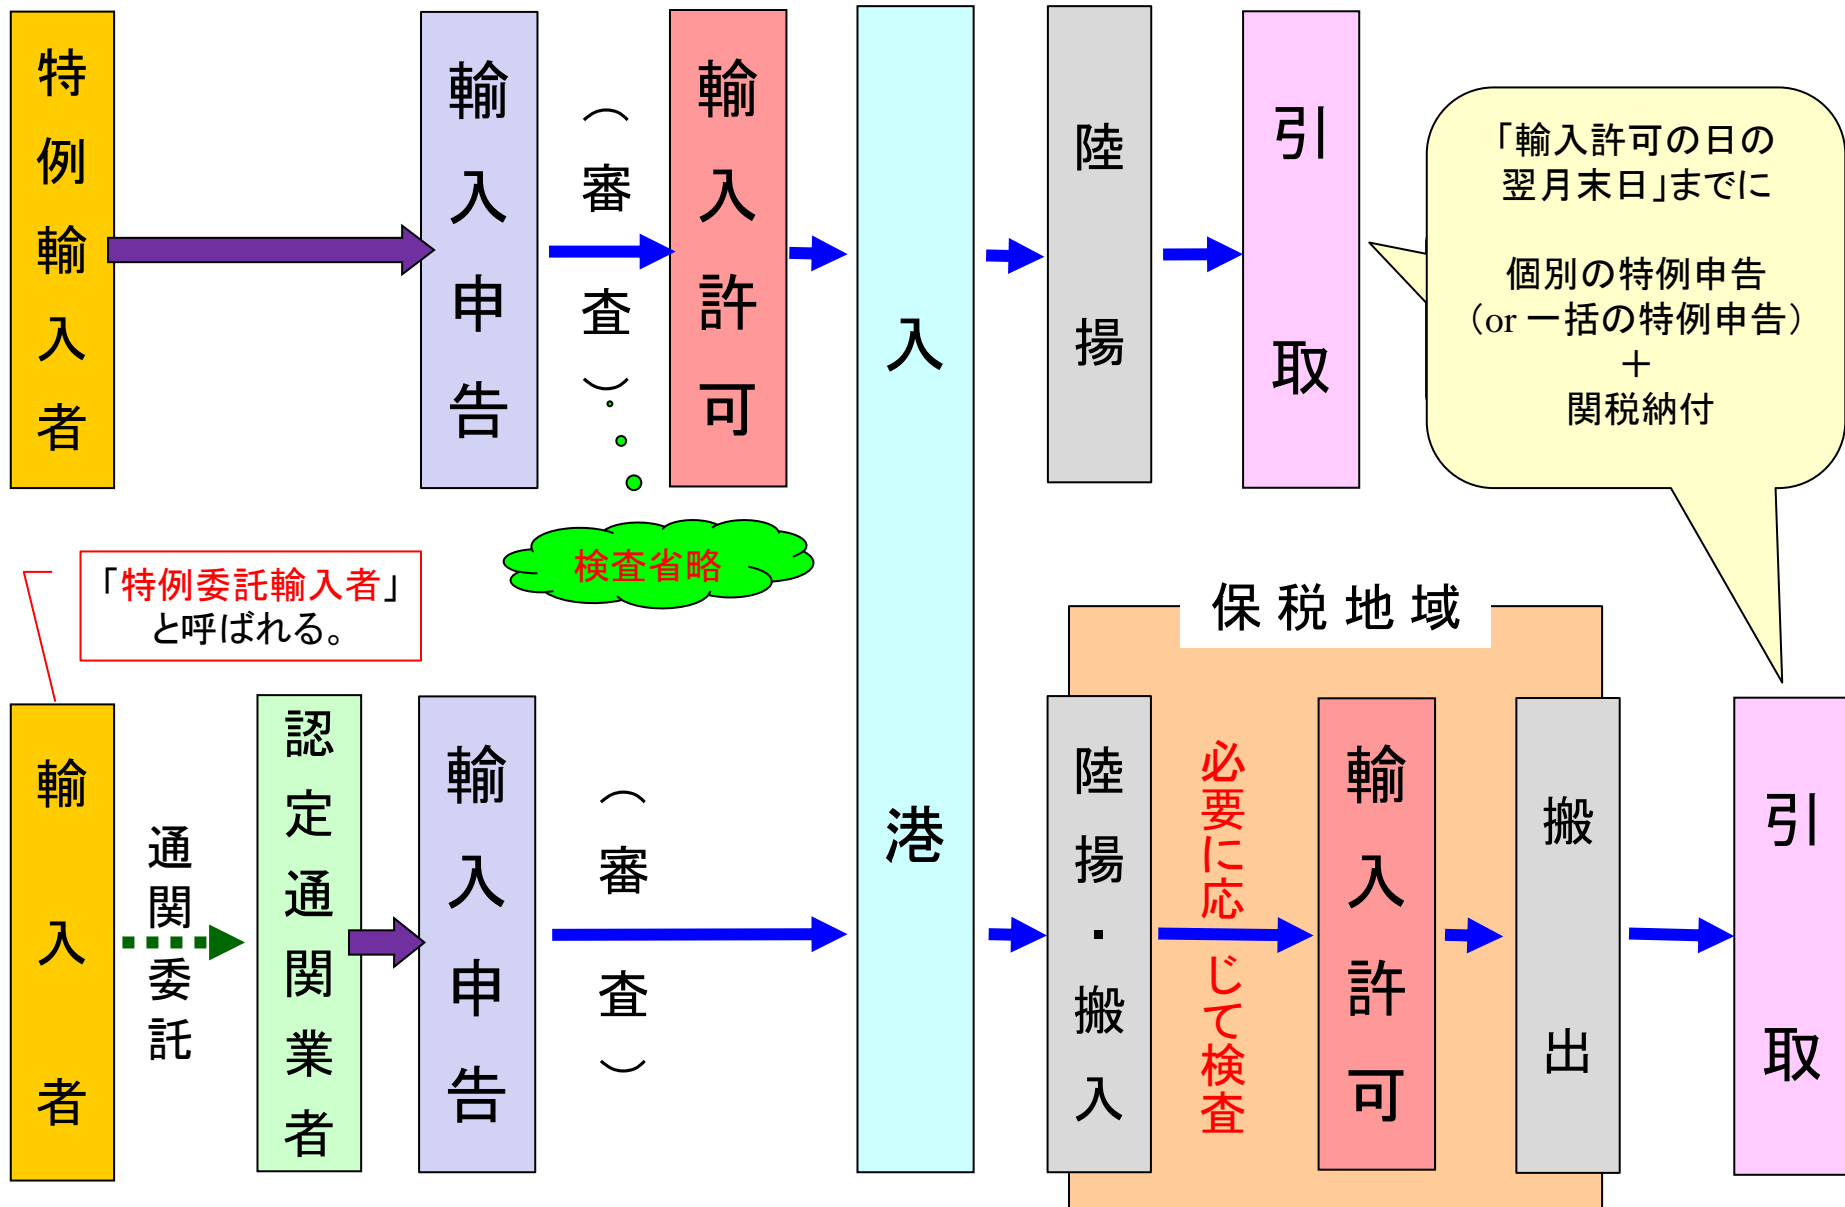 特例輸入者
輸入申告
（審査）
輸入許可
入港
陸揚
引取
「輸入許可の日の
翌月末日」までに
個別の特例申告
（or 一括の特例申告）
＋
関税納付
検査省略
「特例委託輸入者」
と呼ばれる。
保税地域
輸入者
通関委託
認定通関業者
輸入申告
（審査）
陸揚・搬入
必要に応じて検査
輸入許可
搬出
引取